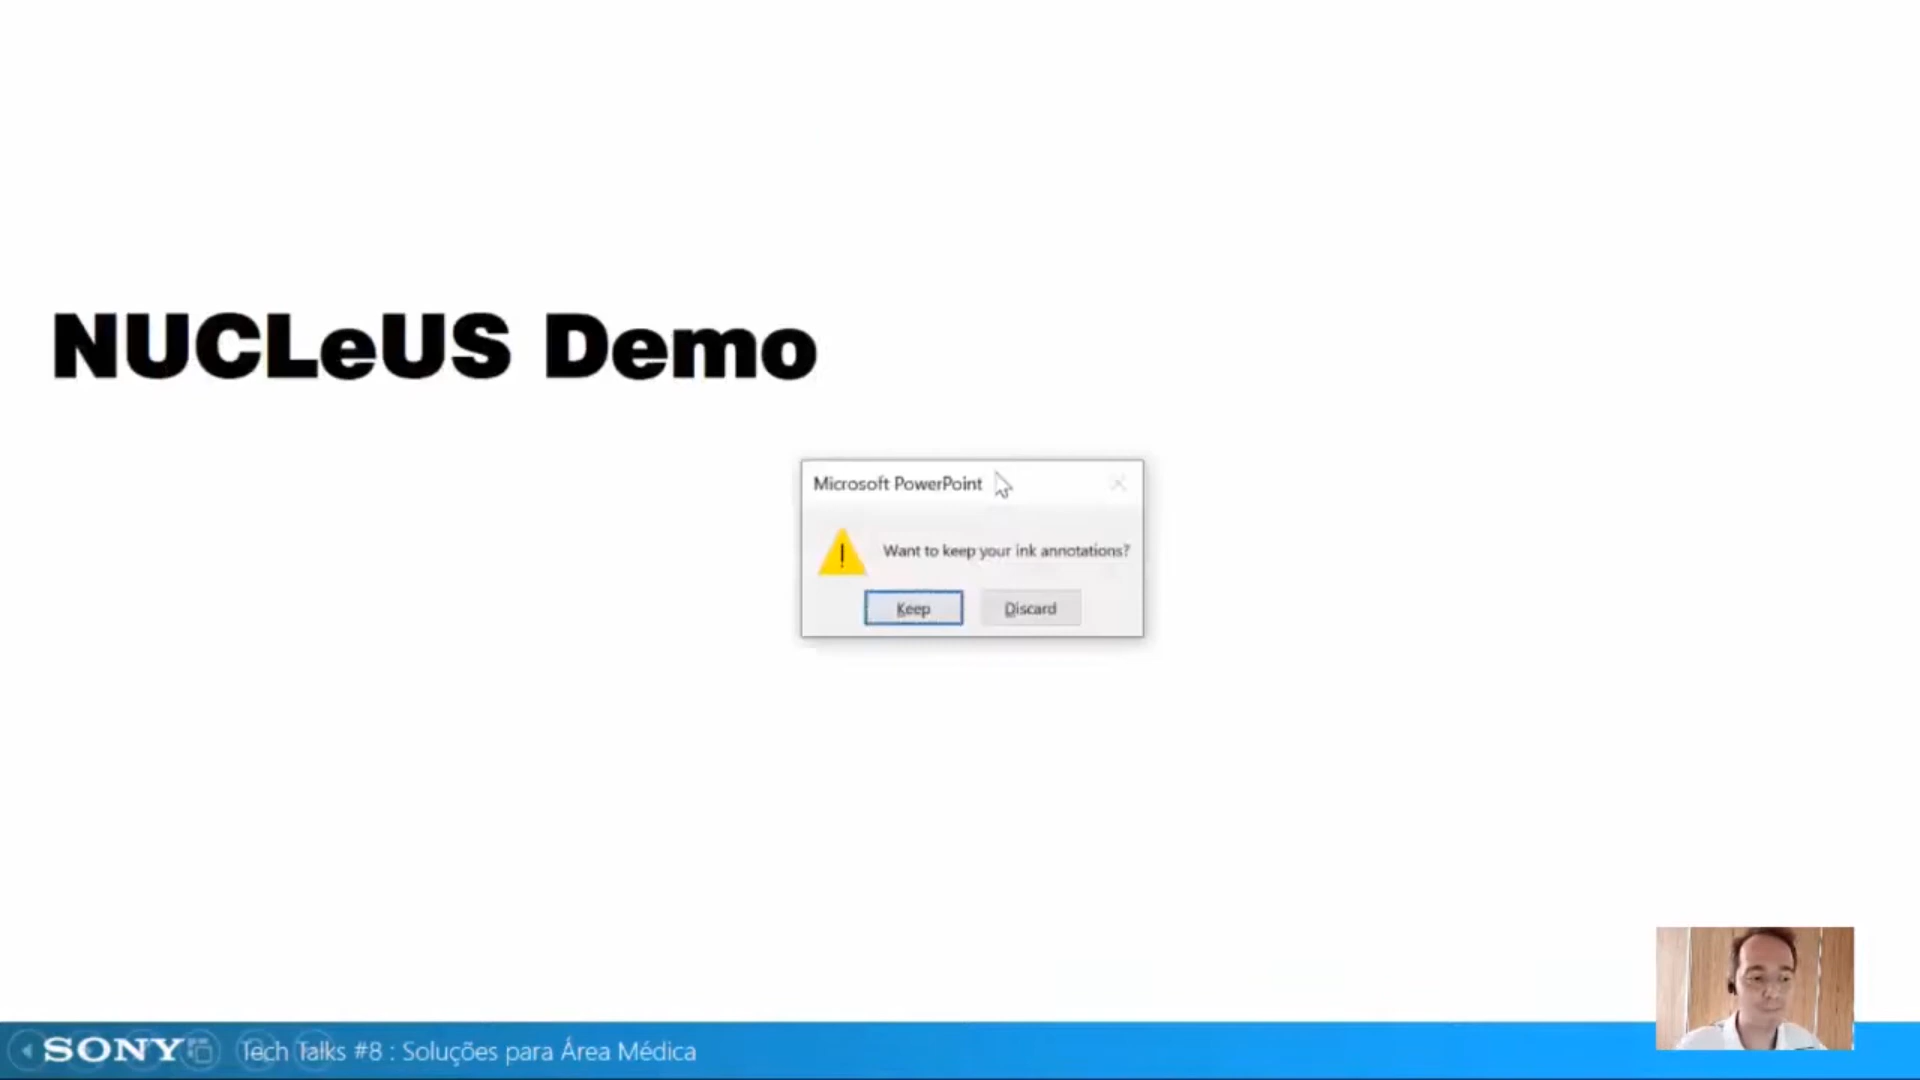 NUCLeUS Demo
Microsoft PowerPoint
Want to keep your ink annotations?
Keep
Discard
SONY
Tech Talks #8 : Soluções para Área Médica